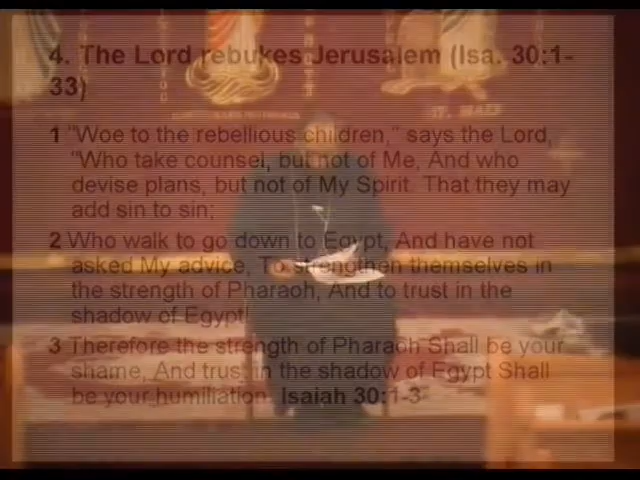 4. The Lord rebukes Jerusalem (Isa. 30:1-
33)
1 "Woe to the rebellious children," says the Lord,
"Who take counsel, but not of Me, And who
devise plans, but not of My Spirit. That they may
add sin to sin;
2 Who walk to go down to Egypt, And have not
asked My advice, To strengthen themselves in
the strength of Pharaoh, And to trust in the
shadow of Egypt!
3 Therefore the strength of Pharaoh Shall be your
shame, And trust in the shadow of Egypt Shall
be your humiliation. Isaiah 30:1-3